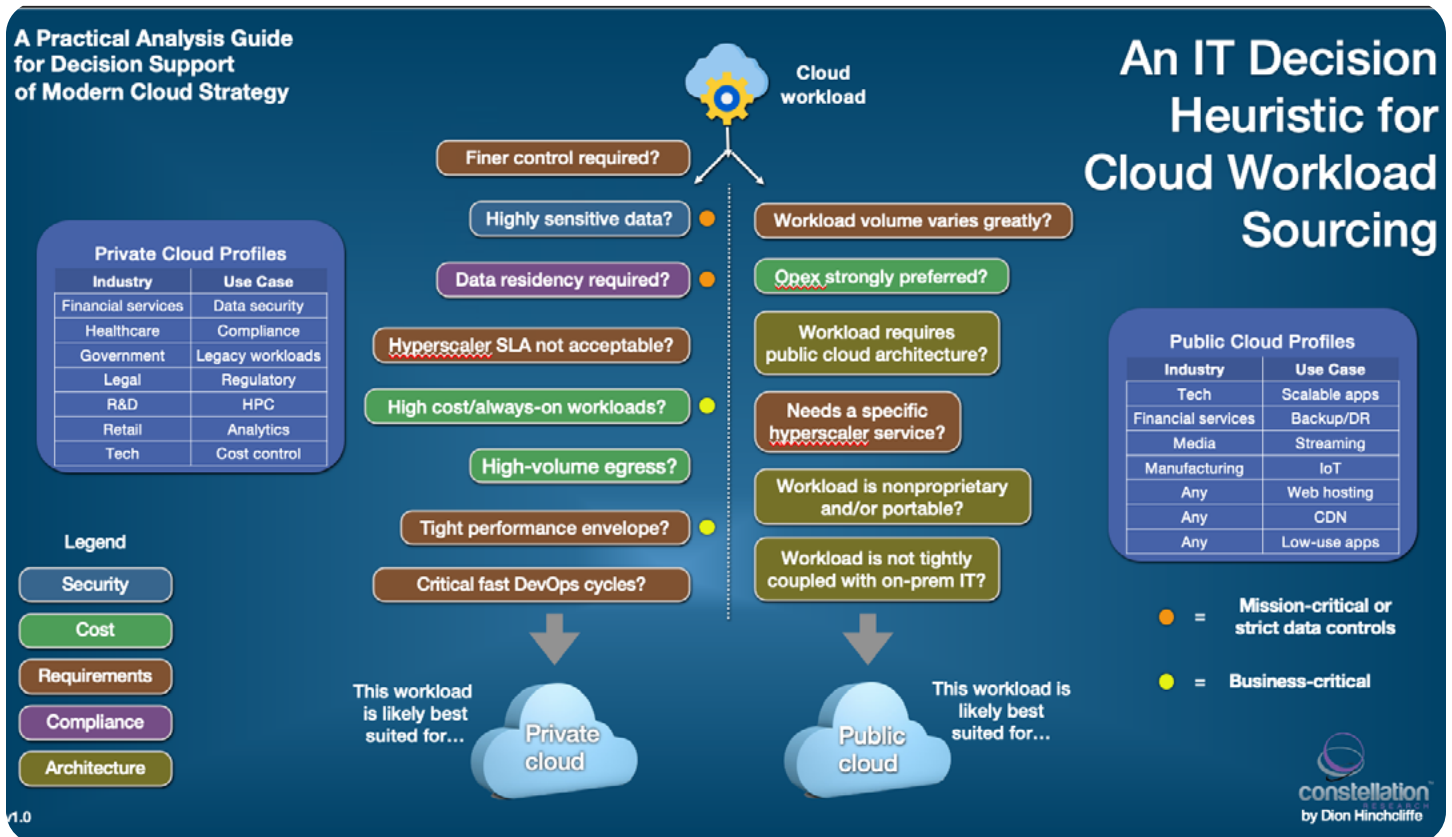 A Practical Analysis Guide
for Decision Support
of Modern Cloud Strategy
An IT Decision
Heuristic for
Cloud Workload
Sourcing
Cloud
workload
Finer control required?
Highly sensitive data?
Data residency required?
Hyperscaler SLA not acceptable?
High cost/always-on workloads?
High-volume egress?
Tight performance envelope?
Critical fast DevOps cycles?
Workload volume varies greatly?
Opex strongly preferred?
Workload requires
public cloud architecture?
Needs a specific
hyperscaler service?
Workload is nonproprietary
and/or portable?
Workload is not tightly
coupled with on-prem IT?
Private Cloud Profiles
Industry Use Case
Financial services Data security
Healthcare Compliance
Government Legacy workloads
Legal Regulatory
R&D HPC
Retail Analytics
Tech Cost control
Public Cloud Profiles
Industry Use Case
Tech Scalable apps
Financial services Backup/DR
Media Streaming
Manufacturing IoT
Any Web hosting
Any CDN
Any Low-use apps
Legend
Security
Cost
Requirements
Compliance
Architecture
= Mission-critical or
strict data controls
= Business-critical
This workload
is likely best
suited for...
Private
cloud
Public
cloud
This workload is
likely best
suited for...
v1.0
constellation
RESEARCH
by Dion Hinchcliffe